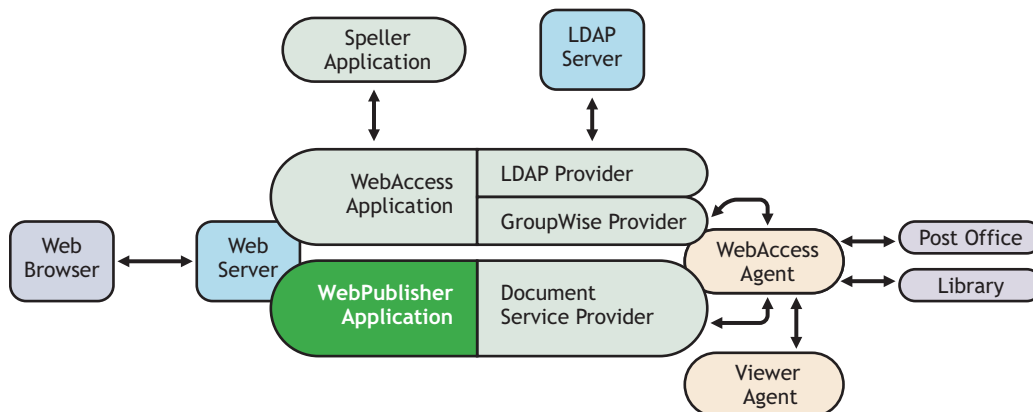 Speller
Application
LDAP
Server
WebAccess
Application
LDAP Provider
GroupWise Provider
Web
Browser
Web
Server
WebAccess
Agent
Post Office
Library
WebPublisher
Application
Document
Service Provider
Viewer
Agent